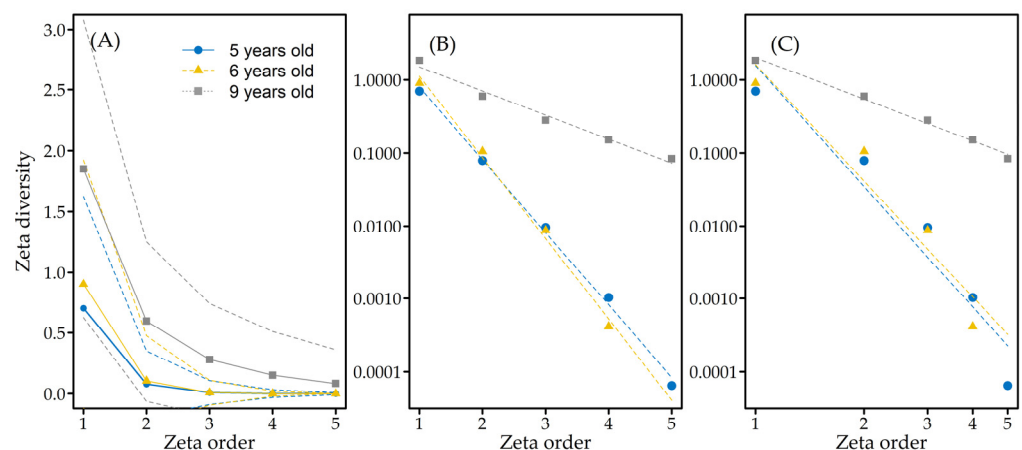 (A)
5 years old
6 years old
9 years old
Zeta diversity
3.0
2.5
2.0
1.5
1.0
0.5
0.0
1 2 3 4 5
Zeta order
(B)
1.0000
0.1000
0.0100
0.0010
0.0001
1 2 3 4 5
Zeta order
(C)
1.0000
0.1000
0.0100
0.0010
0.0001
1 2 3 4 5
Zeta order